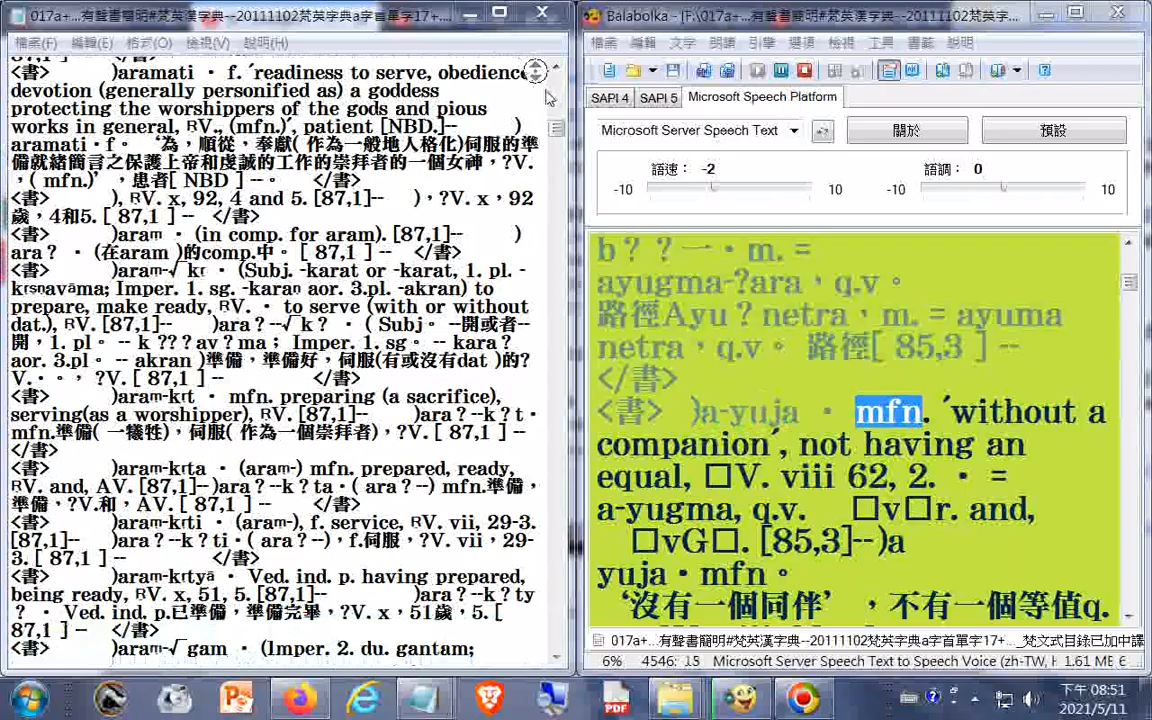 017a+...有聲書簡明#梵英漢字典--20111102梵英字典a字首單字17+...
檔案(F) 編輯(E) 格式(O) 檢視(V) 說明(H)
<書> )aramati ‧ f. ´readiness to serve, obedience,
devotion (generally personified as) a goddess
protecting the worshippers of the gods and pious
works in general, RV., (mfn.)´, patient [NBD.]-- )
aramati‧f。‵為，順從，奉獻( 作為一般地人格化)伺服的準
備就緒簡言之保護上帝和虔誠的工作的崇拜者的一個女神，?V.
，( mfn.)′，患者[ NBD ] --。 </書>
<書> ), RV. x, 92, 4 and 5. [87,1]-- )，?V. x，92
歲，4和5. [ 87,1 ] -- </書>
<書> )aram ‧ (in comp. for aram). [87,1]-- )
ara？‧ (在aram )的comp.中。[ 87,1 ] -- </書>
<書> )aram-√ kr ‧ (Subj. -karat or -karat, 1. pl. -
krṇavāma; Imper. 1. sg. -karan aor. 3.pl. -akran) to
prepare, make ready, RV. ‧ to serve (with or without
dat.), RV. [87,1]-- )ara？--√ k？ ‧ ( Subj。 --開或者--
開，1. pl。 -- k ???av？ma； Imper. 1. sg。 -- kara？
aor. 3.pl。 -- akran )準備，準備好，伺服(有或沒有dat )的?
V.‧。，?V. [ 87,1 ] -- </書>
<書> )aram-krt ‧ mfn. preparing (a sacrifice),
serving(as a worshipper), RV. [87,1]-- )ara？--k？t‧
mfn.準備( 一犧牲)，伺服( 作為一個崇拜者)，?V. [ 87,1 ] --
</書>
<書> )aram-krta ‧ (aram-) mfn. prepared, ready,
RV, and, AV. [87,1]--)ara？--k？ta‧( ara？--) mfn.準備，
準備，?V.和，AV. [ 87,1 ] -- </書>
<書> )aram-krti ‧ (aram-), f. service, RV. vii, 29-3.
[87,1]--)ara？--k？ti‧( ara？--)，f.伺服，?V. vii，29-
3. [ 87,1 ] -- </書>
<書> )aram-krtyā ‧ Ved. ind. p. having prepared,
being ready, RV. x, 51, 5. [87,1]-- )ara？--k？ty
？ ‧ Ved. ind. p.已準備，準備完畢，?V. x，51歲，5. [
87,1 ] -- </書>
<書> )aram-√ gam ‧ (Imper. 2. du. gantam;
Balabolka - [F:\017a+...有聲書簡明#梵英漢字典--20111102梵英字...
檔案 編輯 文字 朗讀 引擎 選項 檢視 工具 書籤 說明
SAPI 4 SAPI 5 Microsoft Speech Platform
Microsoft Server Speech Text 關於 預設
語速： -2 語調： 0
-10 10 -10 10
b？？一‧m. =
ayugma-?ara，q.v。
路徑Ayu？netra，m. = ayuma
netra，q.v。 路徑[ 85,3 ] --
</書>
<書> )a-yuja ‧ mfn. ´without a
companion´, not having an
equal, □V. viii 62, 2. ‧ =
a-yugma, q.v. □v□r. and,
□vG□. [85,3]--)a
yuja‧mfn。
‵沒有一個同伴′，不有一個等值q.
017a+...有聲書簡明#梵英漢字典--20111102梵英字典a字首單字17+..._梵文式目錄已加中譯
6% 4546: 15 Microsoft Server Speech Text to Speech Voice (zh-TW, H 1.61 MB
下午 08:51
2021/5/11